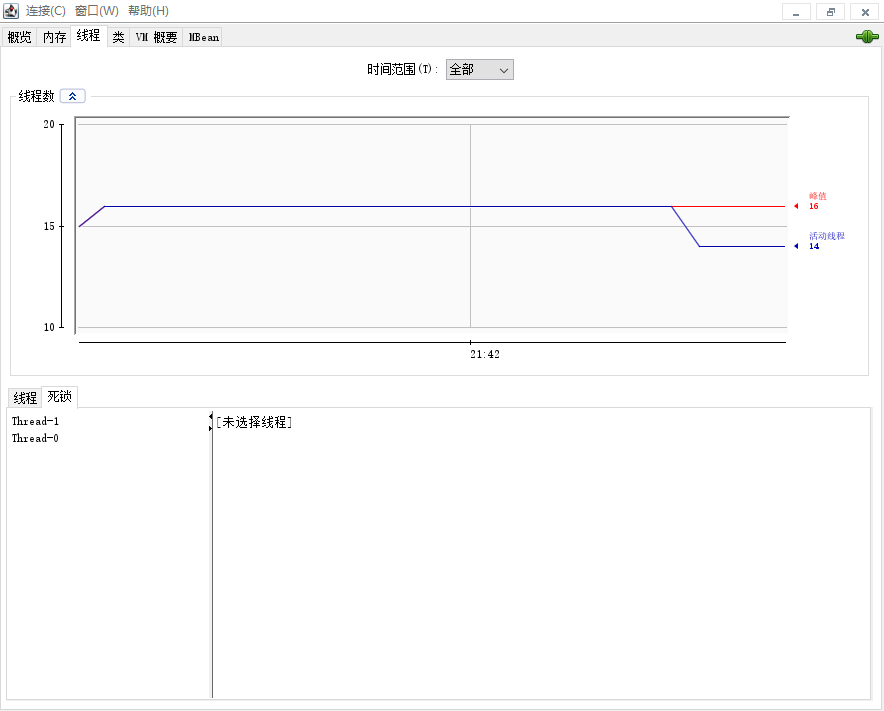 连接(C) 窗口(W) 帮助(H)
概览 内存 线程 类 VM 概要 MBean
时间范围(T): 全部
线程数
20
15
10
峰值
16
活动线程
14
21:42
线程 死锁
Thread-1
Thread-0
[未选择线程]